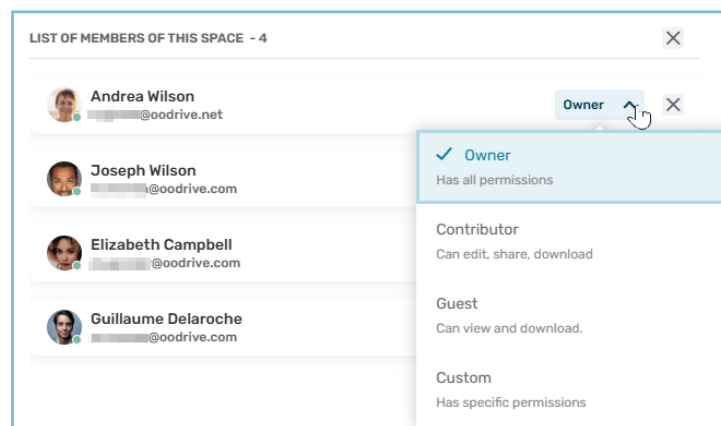 LIST OF MEMBERS OF THIS SPACE - 4
Andrea Wilson
@oodrive.net
Owner
Joseph Wilson
@oodrive.com
Elizabeth Campbell
@oodrive.com
Guillaume Delaroche
@oodrive.com
Owner
Has all permissions
Contributor
Can edit, share, download
Guest
Can view and download.
Custom
Has specific permissions